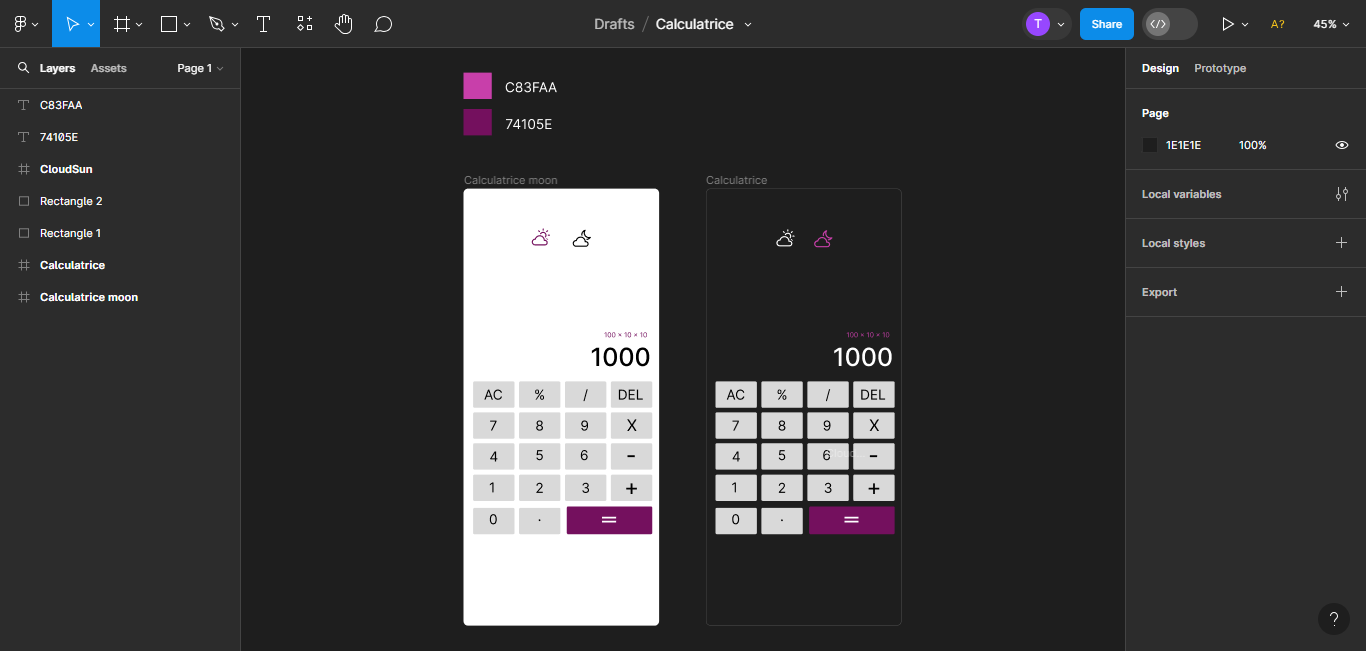 Drafts / Calculatrice
T
Share
A?
45%
Layers
Assets
Page 1
C83FAA
74105E
CloudSun
Rectangle 2
Rectangle 1
Calculatrice
Calculatrice moon
C83FAA
74105E
Calculatrice moon
100 × 10 × 10
1000
AC % / DEL
7 8 9 X
4 5 6 -
1 2 3 +
0 . =
Calculatrice
100 × 10 × 10
1000
AC % / DEL
7 8 9 X
4 5 6 -
1 2 3 +
0 . =
Design
Prototype
Page
1E1E1E 100%
Local variables
Local styles
Export
?